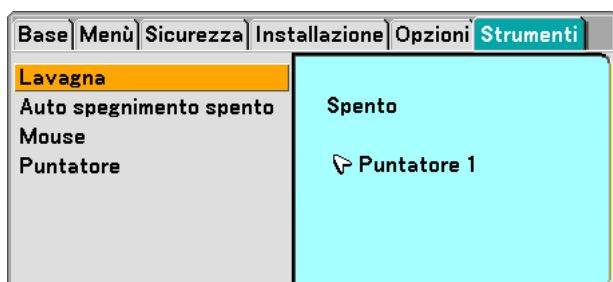 Base Menù Sicurezza Installazione Opzioni Strumenti
Lavagna
Auto spegnimento spento Spento
Mouse
Puntatore Puntatore 1